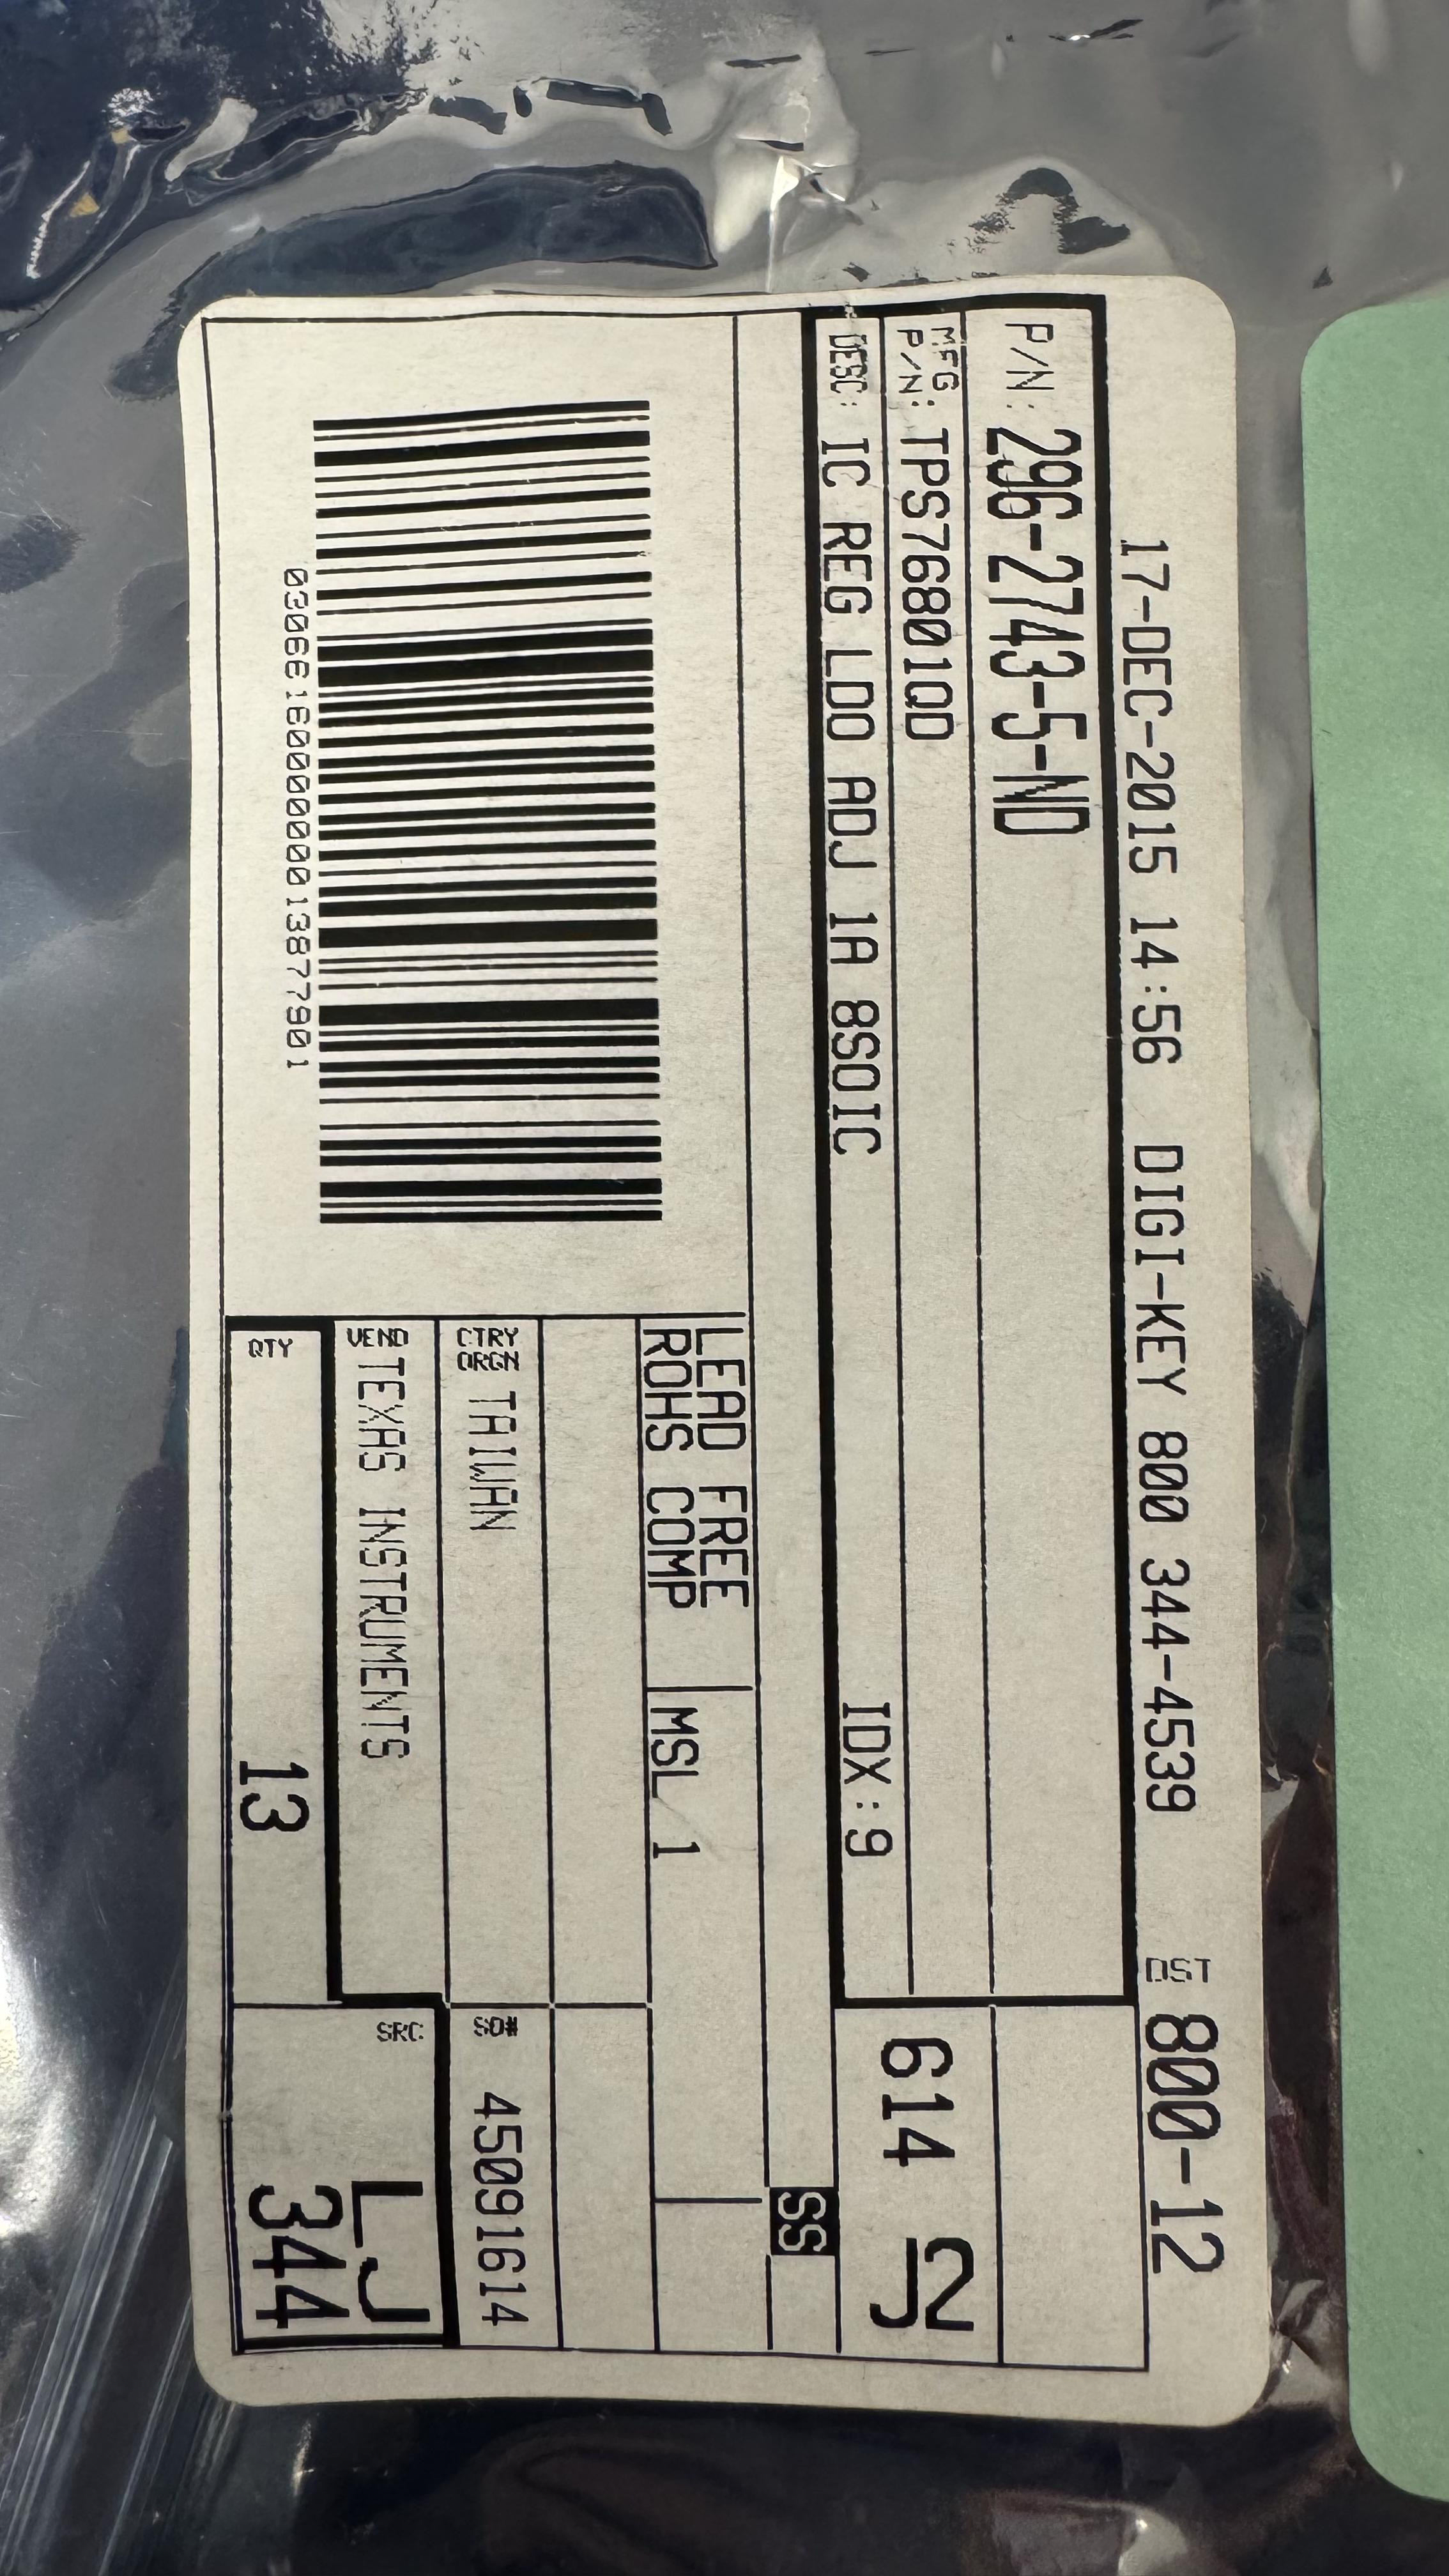 17-DEC-2015 14:56 DIGI-KEY 800 344-4539 DST 800-12
P/N: 296-2743-5-ND
MFG P/N: TPS76801QD
DESC: IC REG LDO ADJ 1A 8SOIC IDX:9
614 J2
SS
LEAD FREE
ROHS COMP
MSL 1
CTRY ORGN TAIWAN
SO# 45091614
VEND TEXAS INSTRUMENTS
QTY 13
SRC LJ
344